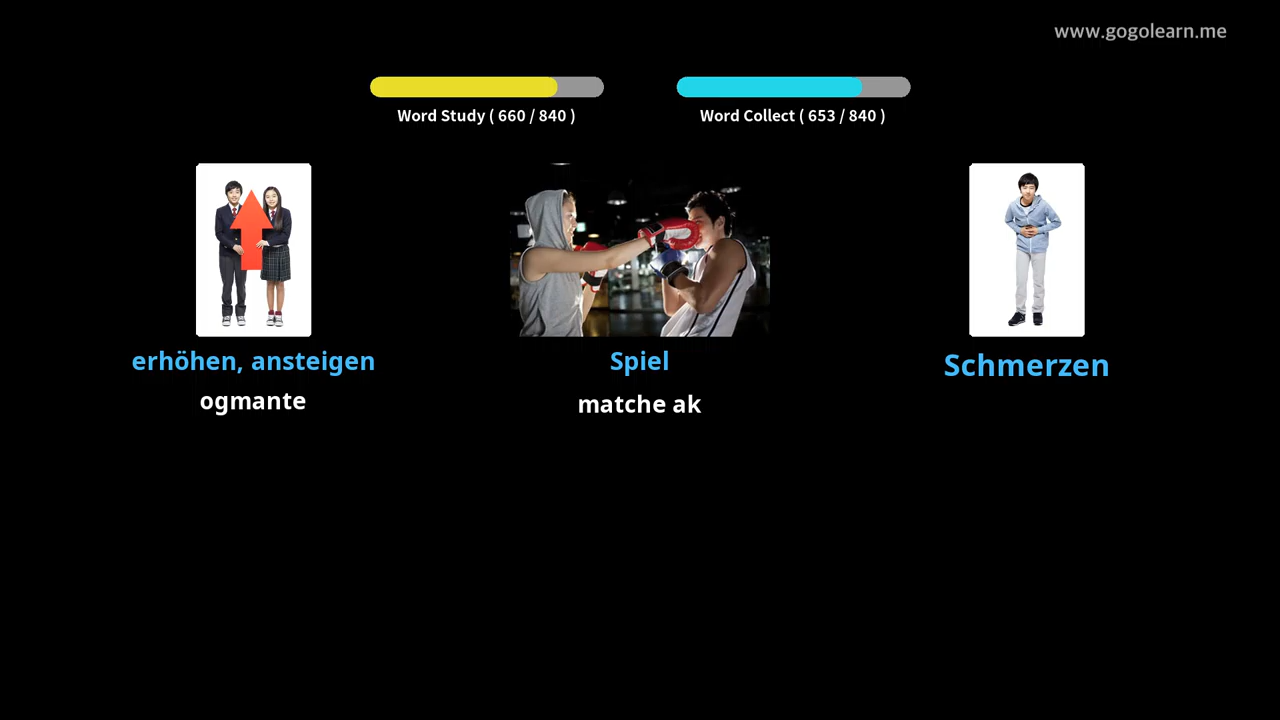 www.gogolearn.me
Word Study ( 660 / 840 )
Word Collect ( 653 / 840 )
erhöhen, ansteigen
ogmante
Spiel
matche ak
Schmerzen